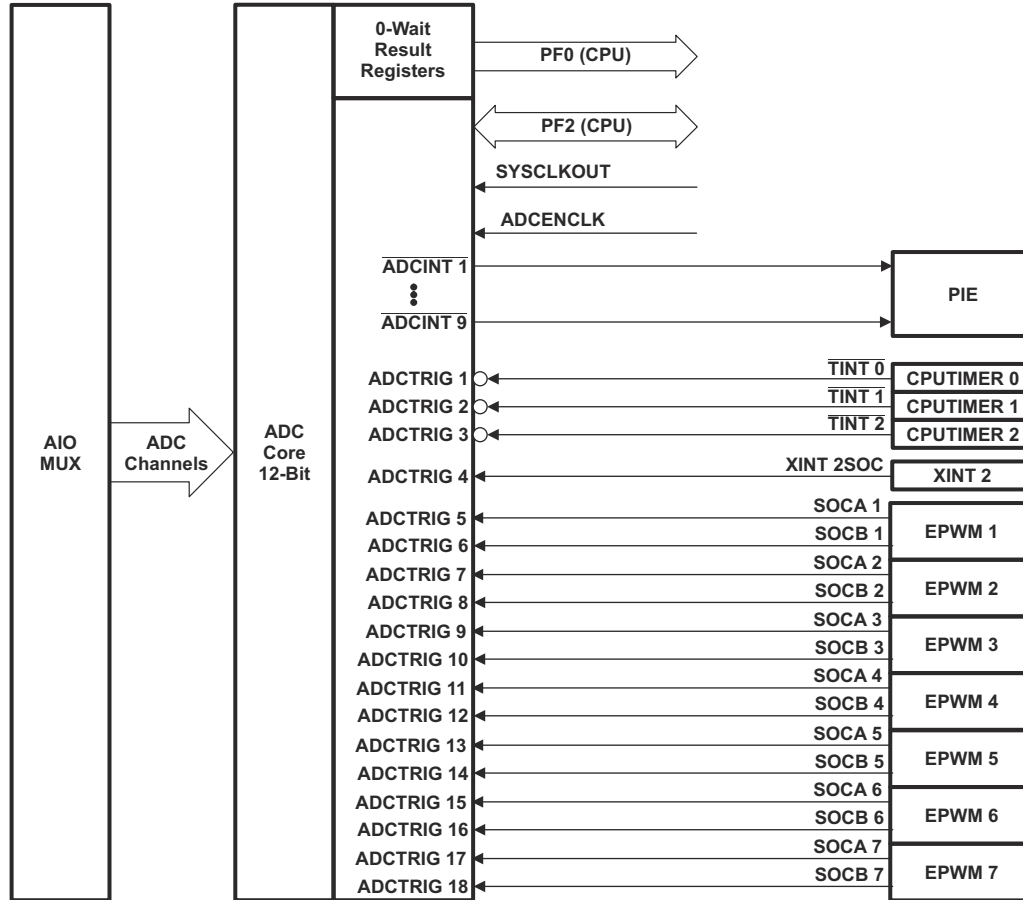 0-Wait
Result
Registers
PF0 (CPU)
PF2 (CPU)
SYSCLKOUT
ADCENCLK
ADCINT 1
ADCINT 9
PIE
AIO
MUX
ADC
Channels
ADC
Core
12-Bit
ADCTRIG 1
TINT 0
CPUTIMER 0
ADCTRIG 2
TINT 1
CPUTIMER 1
ADCTRIG 3
TINT 2
CPUTIMER 2
ADCTRIG 4
XINT 2SOC
XINT 2
ADCTRIG 5
SOCA 1
ADCTRIG 6
SOCB 1
EPWM 1
ADCTRIG 7
SOCA 2
ADCTRIG 8
SOCB 2
EPWM 2
ADCTRIG 9
SOCA 3
ADCTRIG 10
SOCB 3
EPWM 3
ADCTRIG 11
SOCA 4
ADCTRIG 12
SOCB 4
EPWM 4
ADCTRIG 13
SOCA 5
ADCTRIG 14
SOCB 5
EPWM 5
ADCTRIG 15
SOCA 6
ADCTRIG 16
SOCB 6
EPWM 6
ADCTRIG 17
SOCA 7
ADCTRIG 18
SOCB 7
EPWM 7